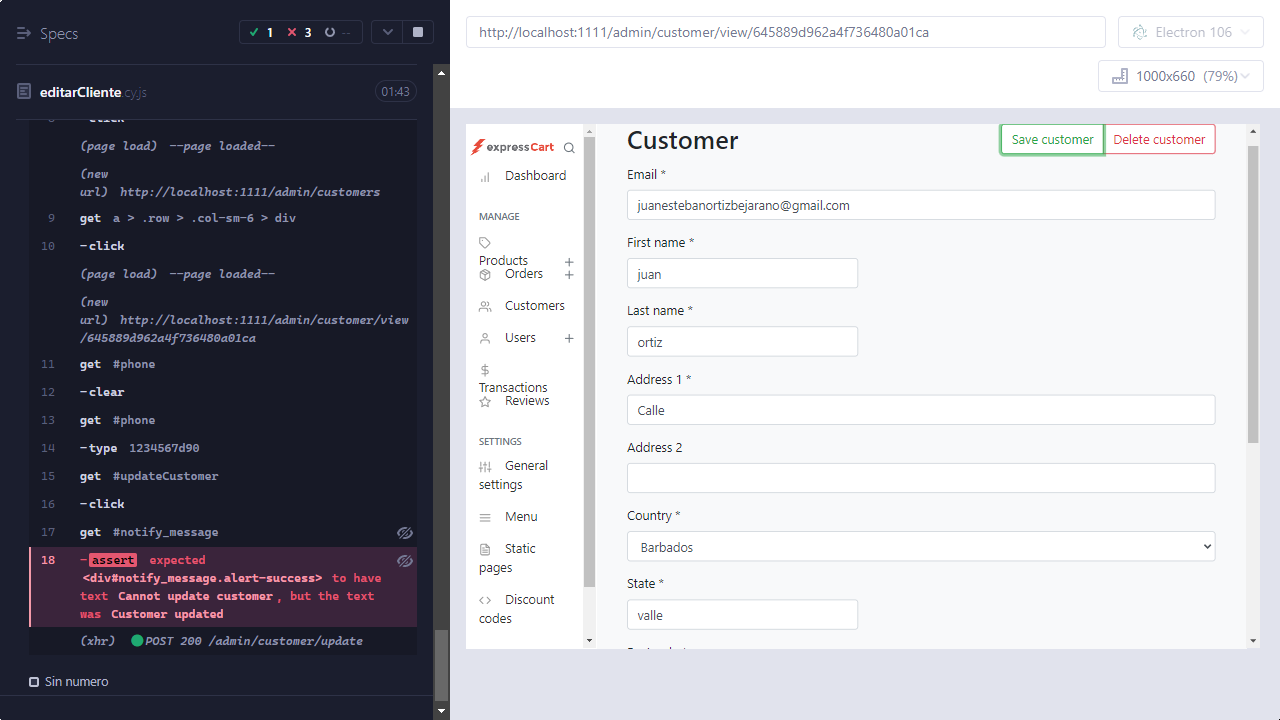 Specs
1
3
--
editarCliente.cy.js
01:43
-click
(page load) --page loaded--
(new
url) http://localhost:1111/admin/customers
9 get a > .row > .col-sm-6 > div
10 -click
(page load) --page loaded--
(new
url) http://localhost:1111/admin/customer/view
/645889d962a4f736480a01ca
11 get #phone
12 -clear
13 get #phone
14 -type 1234567d90
15 get #updateCustomer
16 -click
17 get #notify_message
18 -assert expected
<div#notify_message.alert-success> to have
text Cannot update customer, but the text
was Customer updated
(xhr) POST 200 /admin/customer/update
Sin numero
http://localhost:1111/admin/customer/view/645889d962a4f736480a01ca
Electron 106
1000x660 (79%)
expressCart
Dashboard
MANAGE
Products +
Orders +
Customers
Users +
Transactions
Reviews
SETTINGS
General
settings
Menu
Static
pages
Discount
codes
Customer
Save customer
Delete customer
Email *
juanestebanortizbejarano@gmail.com
First name *
juan
Last name *
ortiz
Address 1 *
Calle
Address 2
Country *
Barbados
State *
valle